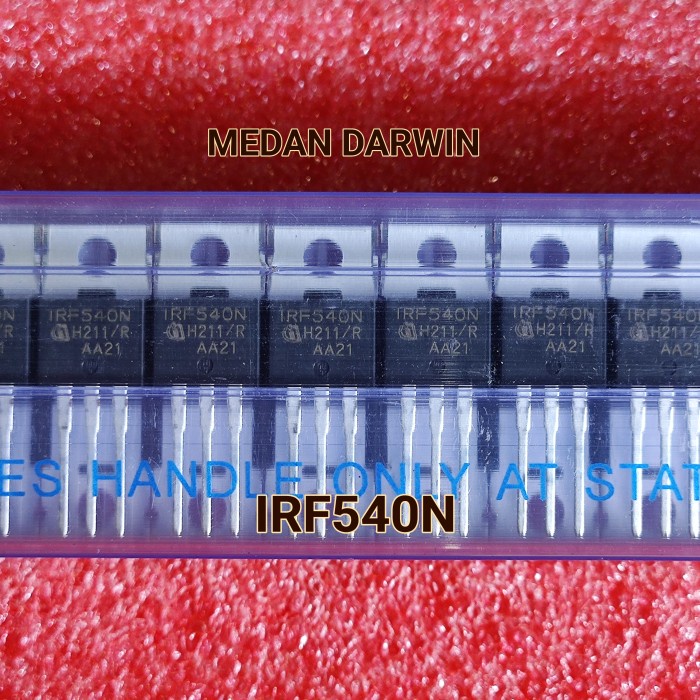 MEDAN DARWIN
IRF540N
H211/R
AA21
IRF540N
H211/R
AA21
IRF540N
H211/R
AA21
IRF540N
H211/R
AA21
IRF540N
H211/R
AA21
IRF540
H211/R
AA21
ES HANDLE ONLY AT STAT
IRF540N